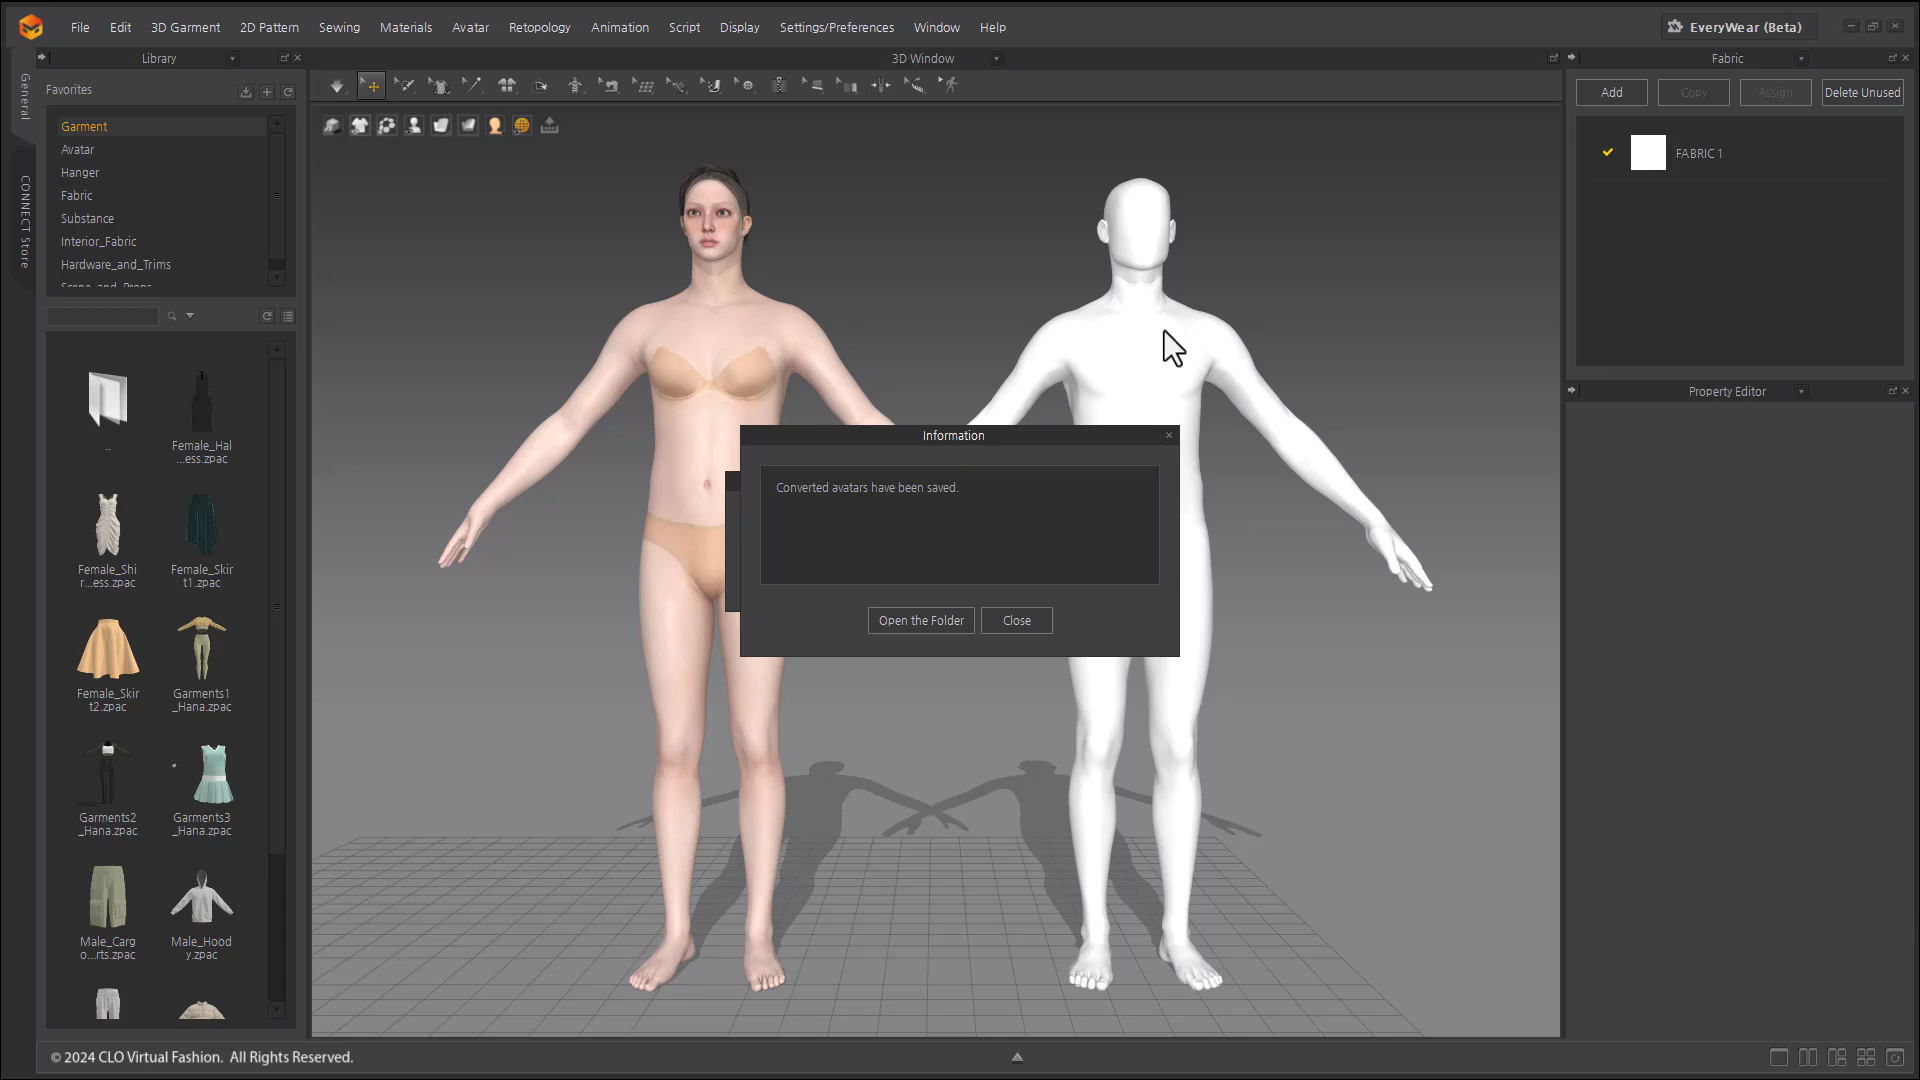 File Edit 3D Garment 2D Pattern Sewing Materials Avatar Retopology Animation Script Display Settings/Preferences Window Help
EveryWear (Beta)
Library
3D Window
Fabric
General
CONNECT Store
Favorites
Garment
Avatar
Hanger
Fabric
Substance
Interior_Fabric
Hardware_and_Trims
Scene_and_Props
..
Female_Hal
...ess.zpac
Female_Shi
r...ess.zpac
Female_Skir
t1.zpac
Female_Skir
t2.zpac
Garments1
_Hana.zpac
Garments2
_Hana.zpac
Garments3
_Hana.zpac
Male_Carg
o...rts.zpac
Male_Hood
y.zpac
Information
Converted avatars have been saved.
Open the Folder
Close
Add
Copy
Assign
Delete Unused
FABRIC 1
Property Editor
© 2024 CLO Virtual Fashion. All Rights Reserved.